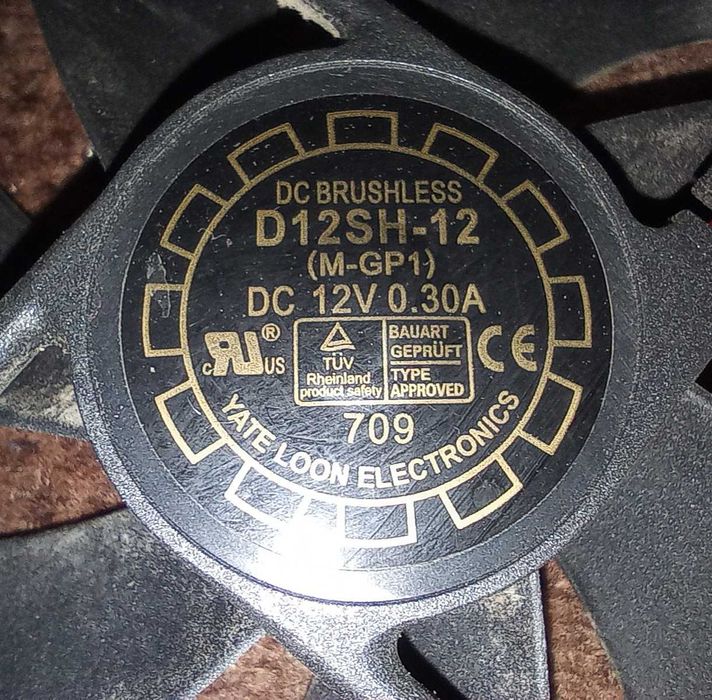 DC BRUSHLESS
D12SH-12
(M-GP1)
DC 12V 0.30A
c RU ® US
TÜV
Rheinland
product safety
BAUART
GEPRÜFT
TYPE
APPROVED
CE
709
YATE LOON ELECTRONICS